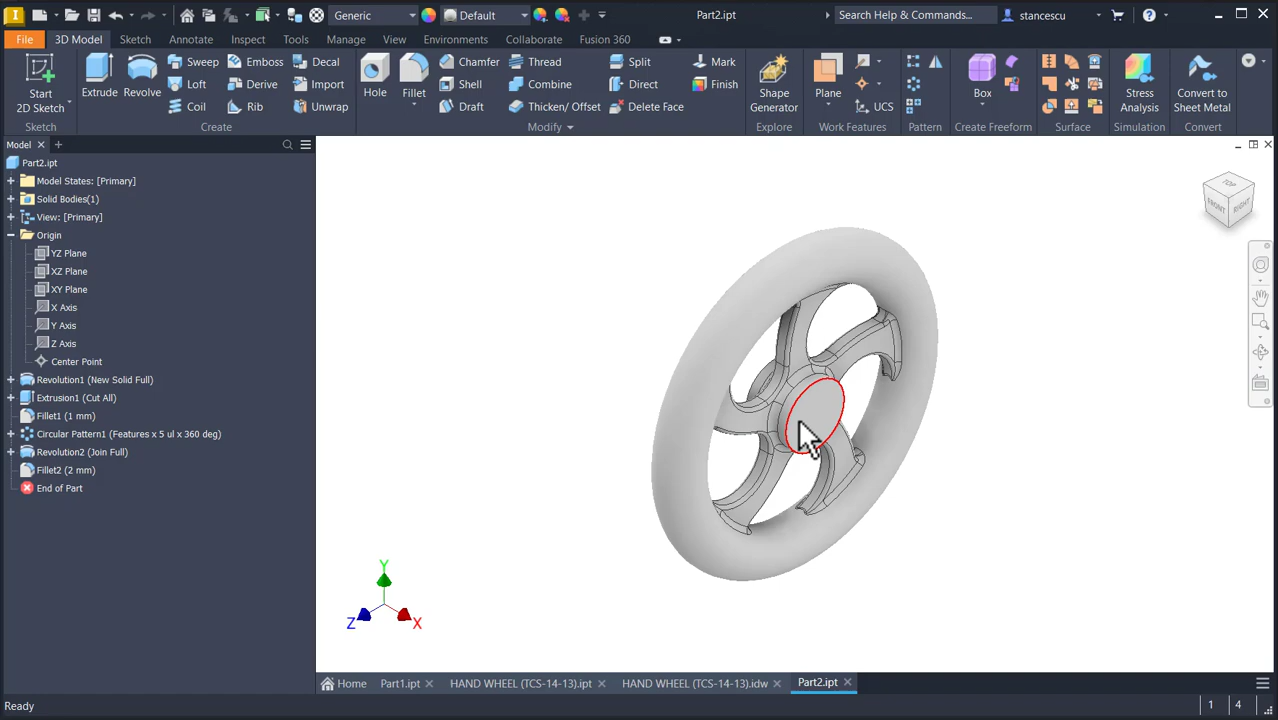 Generic
Default
Part2.ipt
Search Help & Commands...
stancescu
File
3D Model
Sketch
Annotate
Inspect
Tools
Manage
View
Environments
Collaborate
Fusion 360
Start
2D Sketch
Extrude
Revolve
Sweep
Emboss
Decal
Loft
Derive
Import
Coil
Rib
Unwrap
Hole
Fillet
Chamfer
Thread
Split
Shell
Combine
Direct
Draft
Thicken/ Offset
Delete Face
Mark
Finish
Shape
Generator
Plane
UCS
Box
Stress
Analysis
Convert to
Sheet Metal
Sketch
Create
Modify
Explore
Work Features
Pattern
Create Freeform
Surface
Simulation
Convert
Model
Part2.ipt
Model States: [Primary]
Solid Bodies(1)
View: [Primary]
Origin
YZ Plane
XZ Plane
XY Plane
X Axis
Y Axis
Z Axis
Center Point
Revolution1 (New Solid Full)
Extrusion1 (Cut All)
Fillet1 (1 mm)
Circular Pattern1 (Features x 5 ul x 360 deg)
Revolution2 (Join Full)
Fillet2 (2 mm)
End of Part
TOP
FRONT
RIGHT
Y
Z
X
Home
Part1.ipt
HAND WHEEL (TCS-14-13).ipt
HAND WHEEL (TCS-14-13).idw
Part2.ipt
Ready
1
4